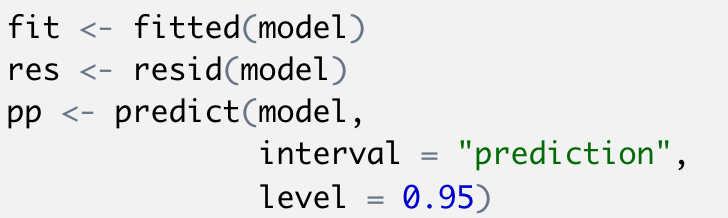 fit <- fitted(model)
res <- resid(model)
pp <- predict(model,
              interval = "prediction",
              level = 0.95)